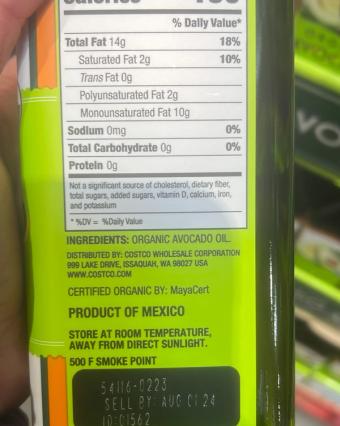 Calories
% Daily Value*
Total Fat 14g 18%
Saturated Fat 2g 10%
Trans Fat 0g
Polyunsaturated Fat 2g
Monounsaturated Fat 10g
Sodium 0mg 0%
Total Carbohydrate 0g 0%
Protein 0g
Not a significant source of cholesterol, dietary fiber,
total sugars, added sugars, vitamin D, calcium, iron,
and potassium
* %DV = %Daily Value
INGREDIENTS: ORGANIC AVOCADO OIL.
DISTRIBUTED BY: COSTCO WHOLESALE CORPORATION
999 LAKE DRIVE, ISSAQUAH, WA 98027 USA
WWW.COSTCO.COM
CERTIFIED ORGANIC BY: MayaCert
PRODUCT OF MEXICO
STORE AT ROOM TEMPERATURE,
AWAY FROM DIRECT SUNLIGHT.
500 F SMOKE POINT
54116-0223
SELL BY: AUG 01 24
ID:01562
VO